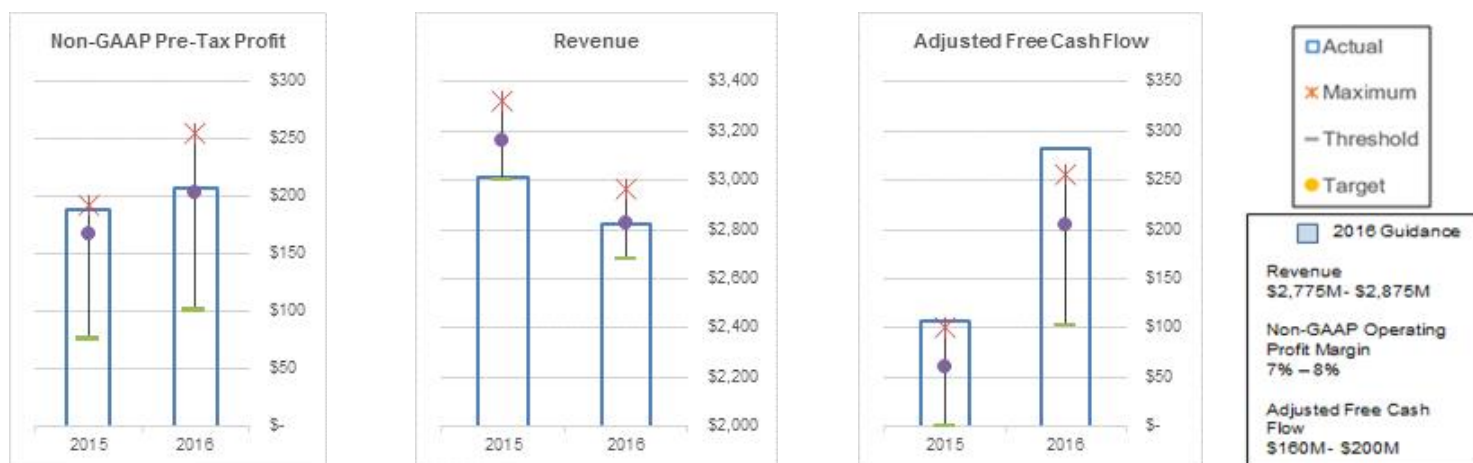 Non-GAAP Pre-Tax Profit
$300
$250
$200
$150
$100
$50
$-
2015 2016
Revenue
$3,400
$3,200
$3,000
$2,800
$2,600
$2,400
$2,200
$2,000
2015 2016
Adjusted Free Cash Flow
$350
$300
$250
$200
$150
$100
$50
$-
2015 2016
Actual
Maximum
Threshold
Target
2016 Guidance
Revenue
$2,775M- $2,875M
Non-GAAP Operating
Profit Margin
7% – 8%
Adjusted Free Cash
Flow
$160M- $200M